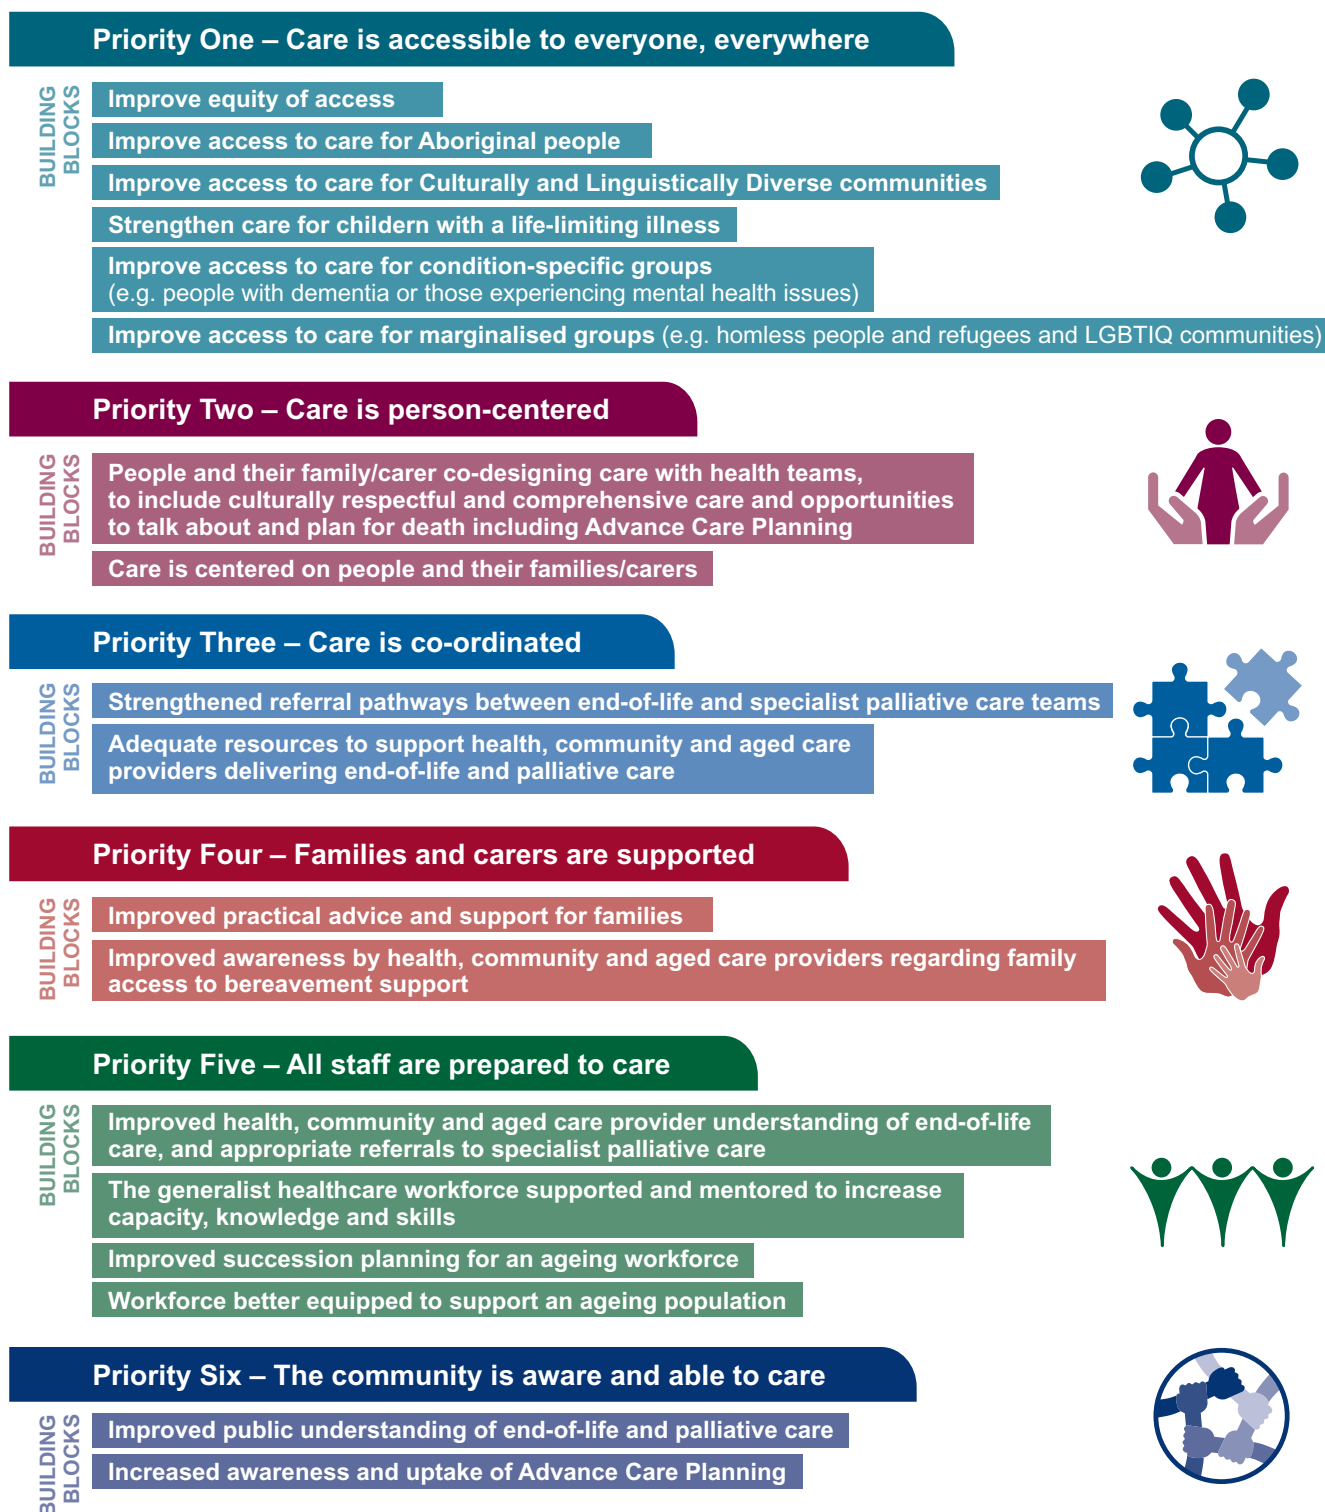 Priority One – Care is accessible to everyone, everywhere
BUILDING
BLOCKS
Improve equity of access
Improve access to care for Aboriginal people
Improve access to care for Culturally and Linguistically Diverse communities
Strengthen care for childern with a life-limiting illness
Improve access to care for condition-specific groups
(e.g. people with dementia or those experiencing mental health issues)
Improve access to care for marginalised groups (e.g. homless people and refugees and LGBTIQ communities)
Priority Two – Care is person-centered
BUILDING
BLOCKS
People and their family/carer co-designing care with health teams,
to include culturally respectful and comprehensive care and opportunities
to talk about and plan for death including Advance Care Planning
Care is centered on people and their families/carers
Priority Three – Care is co-ordinated
BUILDING
BLOCKS
Strengthened referral pathways between end-of-life and specialist palliative care teams
Adequate resources to support health, community and aged care
providers delivering end-of-life and palliative care
Priority Four – Families and carers are supported
BUILDING
BLOCKS
Improved practical advice and support for families
Improved awareness by health, community and aged care providers regarding family
access to bereavement support
Priority Five – All staff are prepared to care
BUILDING
BLOCKS
Improved health, community and aged care provider understanding of end-of-life
care, and appropriate referrals to specialist palliative care
The generalist healthcare workforce supported and mentored to increase
capacity, knowledge and skills
Improved succession planning for an ageing workforce
Workforce better equipped to support an ageing population
Priority Six – The community is aware and able to care
BUILDING
BLOCKS
Improved public understanding of end-of-life and palliative care
Increased awareness and uptake of Advance Care Planning